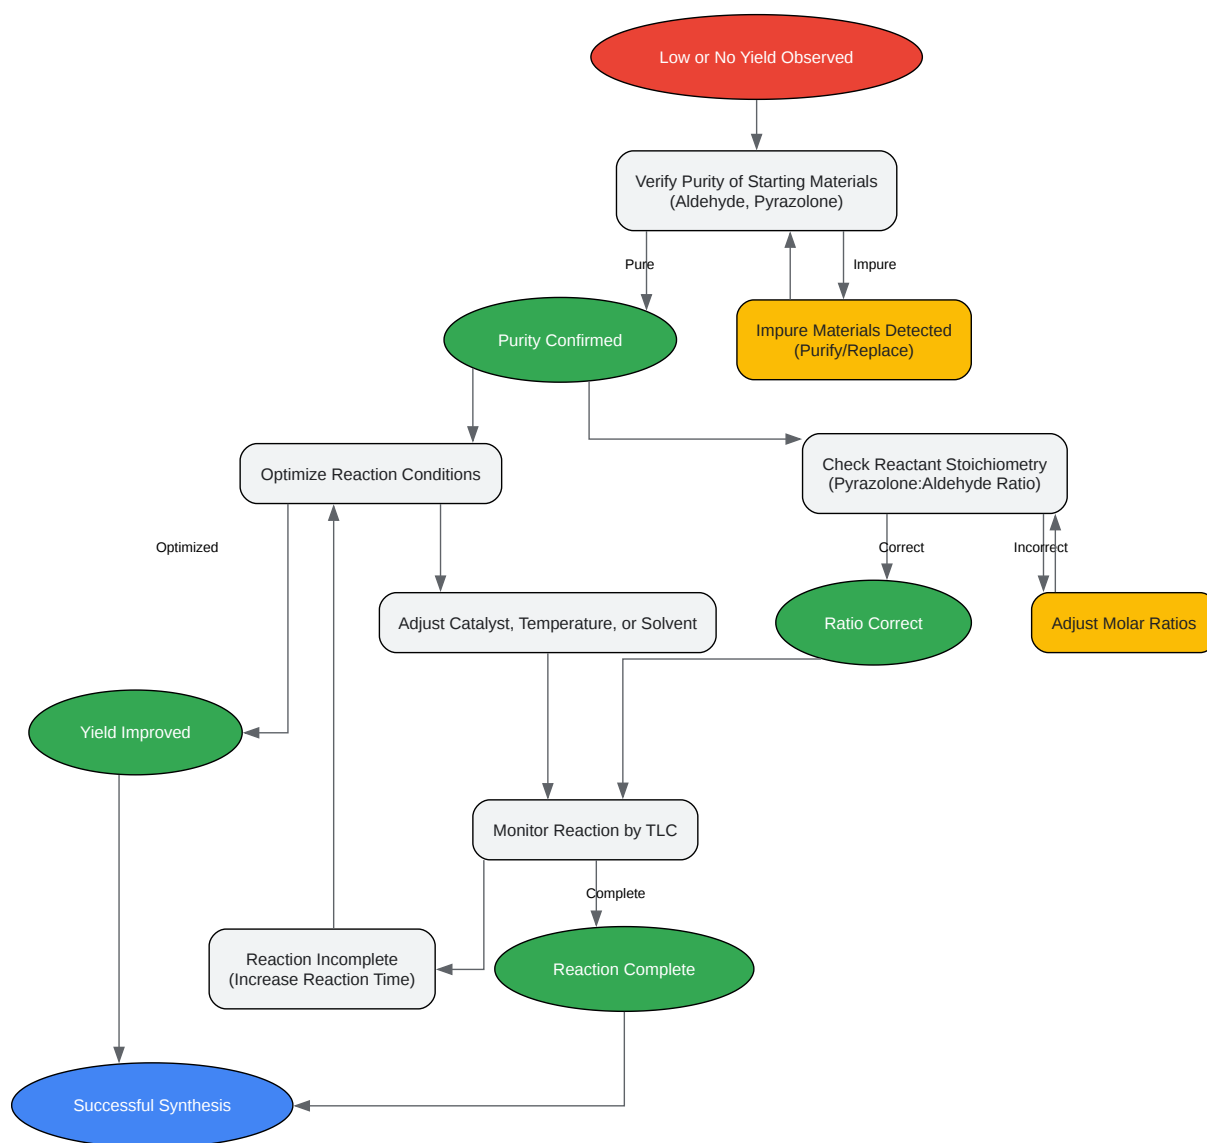 Low or No Yield Observed
Verify Purity of Starting Materials
(Aldehyde, Pyrazolone)
Pure
Impure
Impure Materials Detected
(Purify/Replace)
Purity Confirmed
Optimize Reaction Conditions
Check Reactant Stoichiometry
(Pyrazolone:Aldehyde Ratio)
Optimized
Correct
Incorrect
Adjust Catalyst, Temperature, or Solvent
Ratio Correct
Adjust Molar Ratios
Yield Improved
Monitor Reaction by TLC
Complete
Reaction Incomplete
(Increase Reaction Time)
Reaction Complete
Successful Synthesis